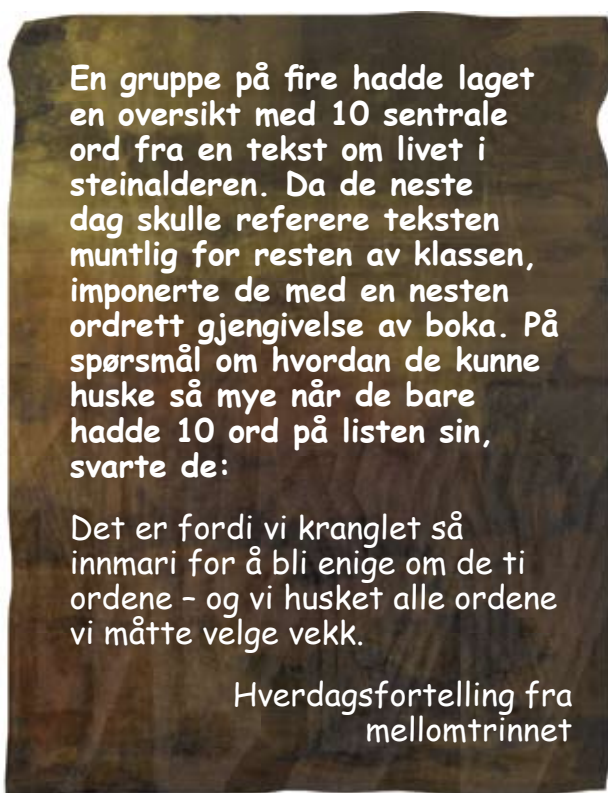 En gruppe på fire hadde laget
en oversikt med 10 sentrale
ord fra en tekst om livet i
steinalderen. Da de neste
dag skulle referere teksten
muntlig for resten av klassen,
imponerte de med en nesten
ordrett gjengivelse av boka. På
spørsmål om hvordan de kunne
huske så mye når de bare
hadde 10 ord på listen sin,
svarte de:
Det er fordi vi kranglet så
innmari for å bli enige om de ti
ordene – og vi husket alle ordene
vi måtte velge vekk.
Hverdagsfortelling fra
mellomtrinnet